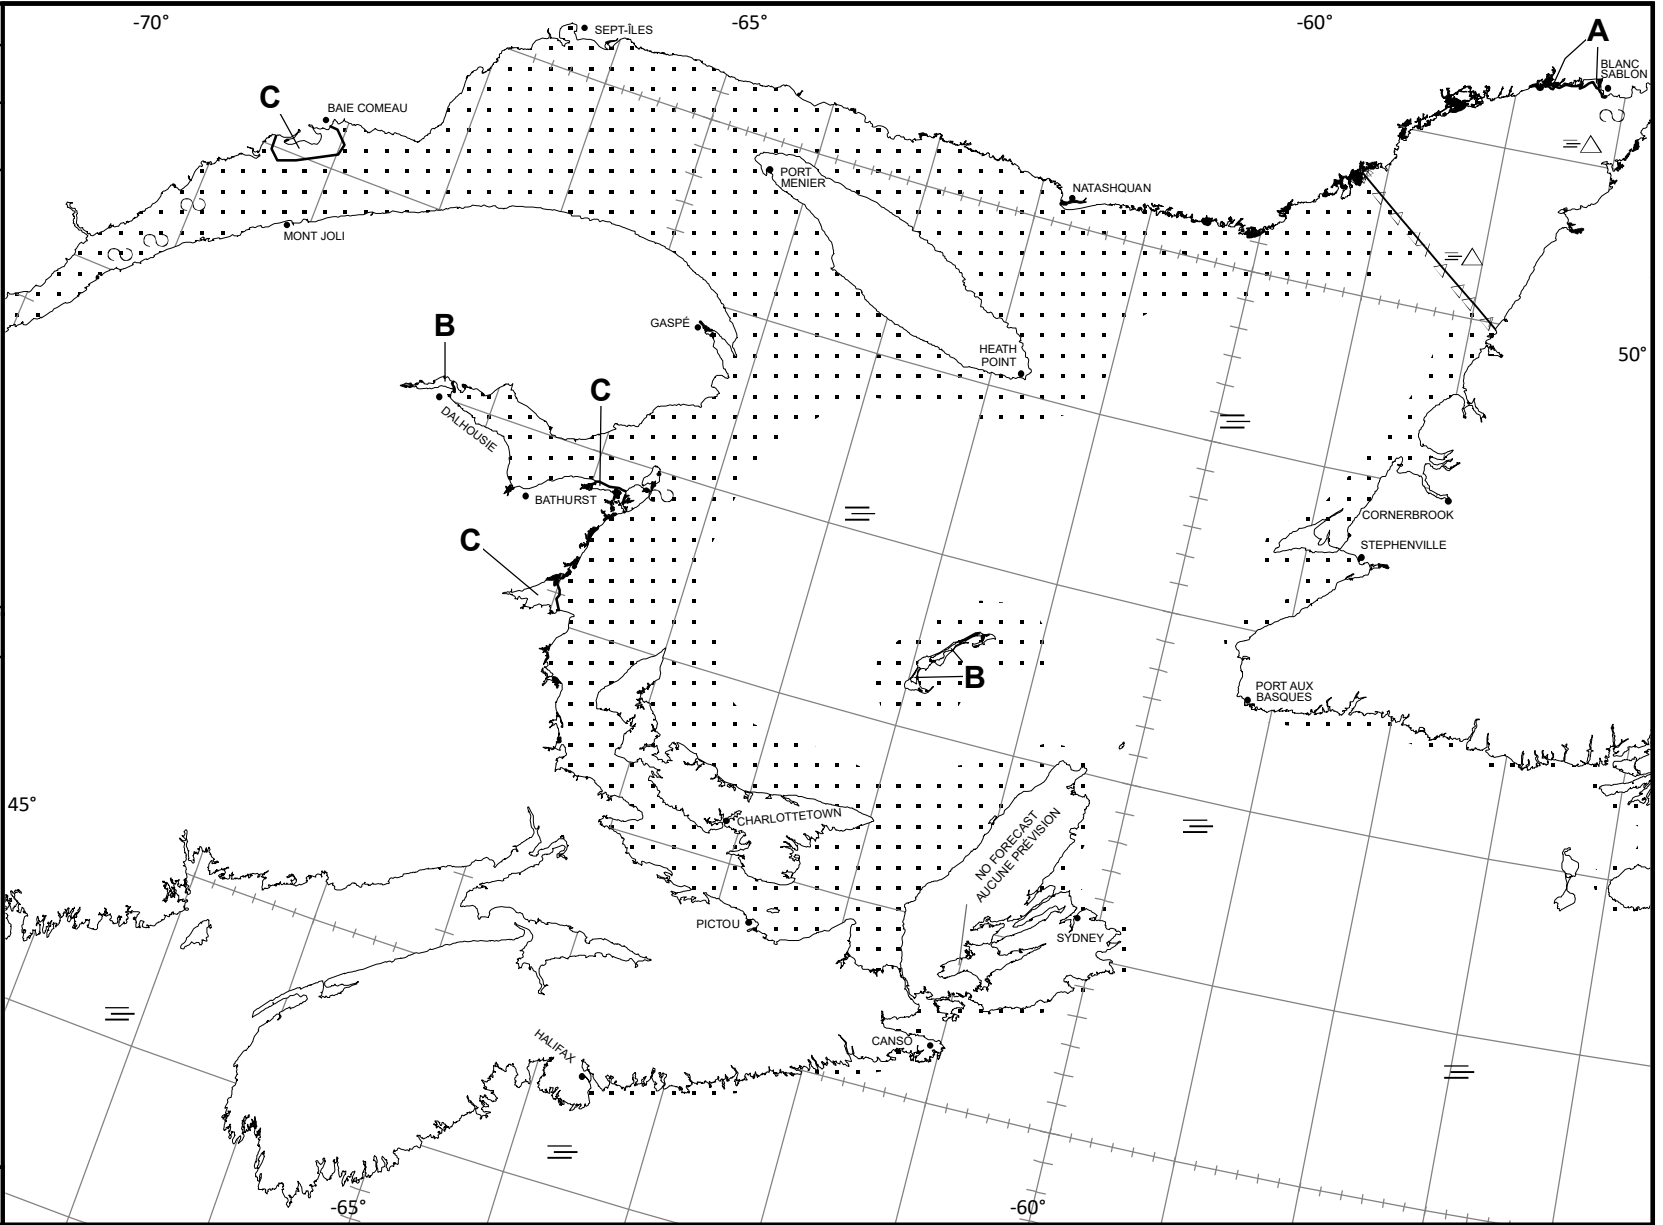 -70°
-65°
-60°
SEPT-ÎLES
A
BLANC
SABLON
C
BAIE COMEAU
PORT
MENIER
NATASHQUAN
MONT JOLI
GASPÉ
B
HEATH
POINT
50°
C
DALHOUSIE
BATHURST
CORNERBROOK
C
STEPHENVILLE
B
PORT AUX
BASQUES
45°
CHARLOTTETOWN
NO FORECAST
AUCUNE PRÉVISION
PICTOU
SYDNEY
HALIFAX
CANSO
-65°
-60°